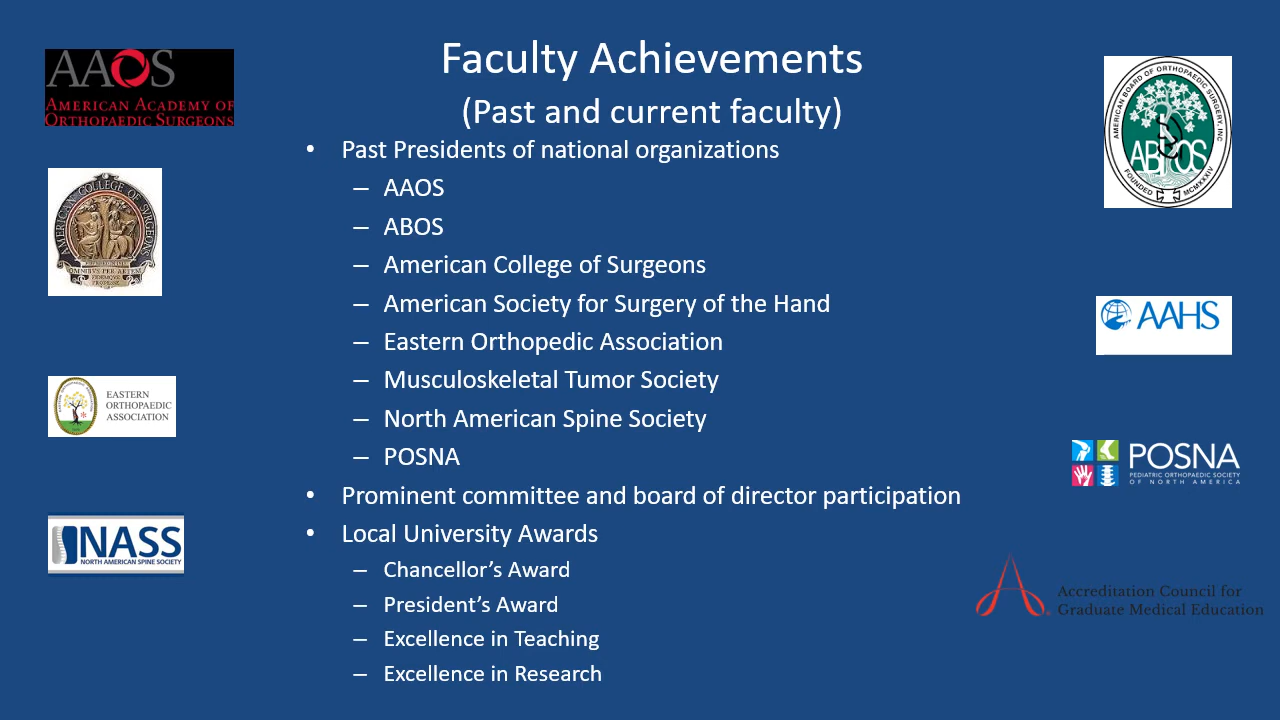 Faculty Achievements
(Past and current faculty)
• Past Presidents of national organizations
– AAOS
– ABOS
– American College of Surgeons
– American Society for Surgery of the Hand
– Eastern Orthopedic Association
– Musculoskeletal Tumor Society
– North American Spine Society
– POSNA
• Prominent committee and board of director participation
• Local University Awards
– Chancellor’s Award
– President’s Award
– Excellence in Teaching
– Excellence in Research
AAOS
AMERICAN ACADEMY OF
ORTHOPAEDIC SURGEONS
AMERICAN COLLEGE OF SURGEONS
OMNIBVS PER ARTEM
FIDEMQVE
PRODESSE
EASTERN
ORTHOPAEDIC
ASSOCIATION
NASS
NORTH AMERICAN SPINE SOCIETY
AMERICAN BOARD OF ORTHOPAEDIC SURGERY, INC
ABOS
FOUNDED MCMXXXIV
AAHS
POSNA
PEDIATRIC ORTHOPAEDIC SOCIETY
OF NORTH AMERICA
Accreditation Council for
Graduate Medical Education